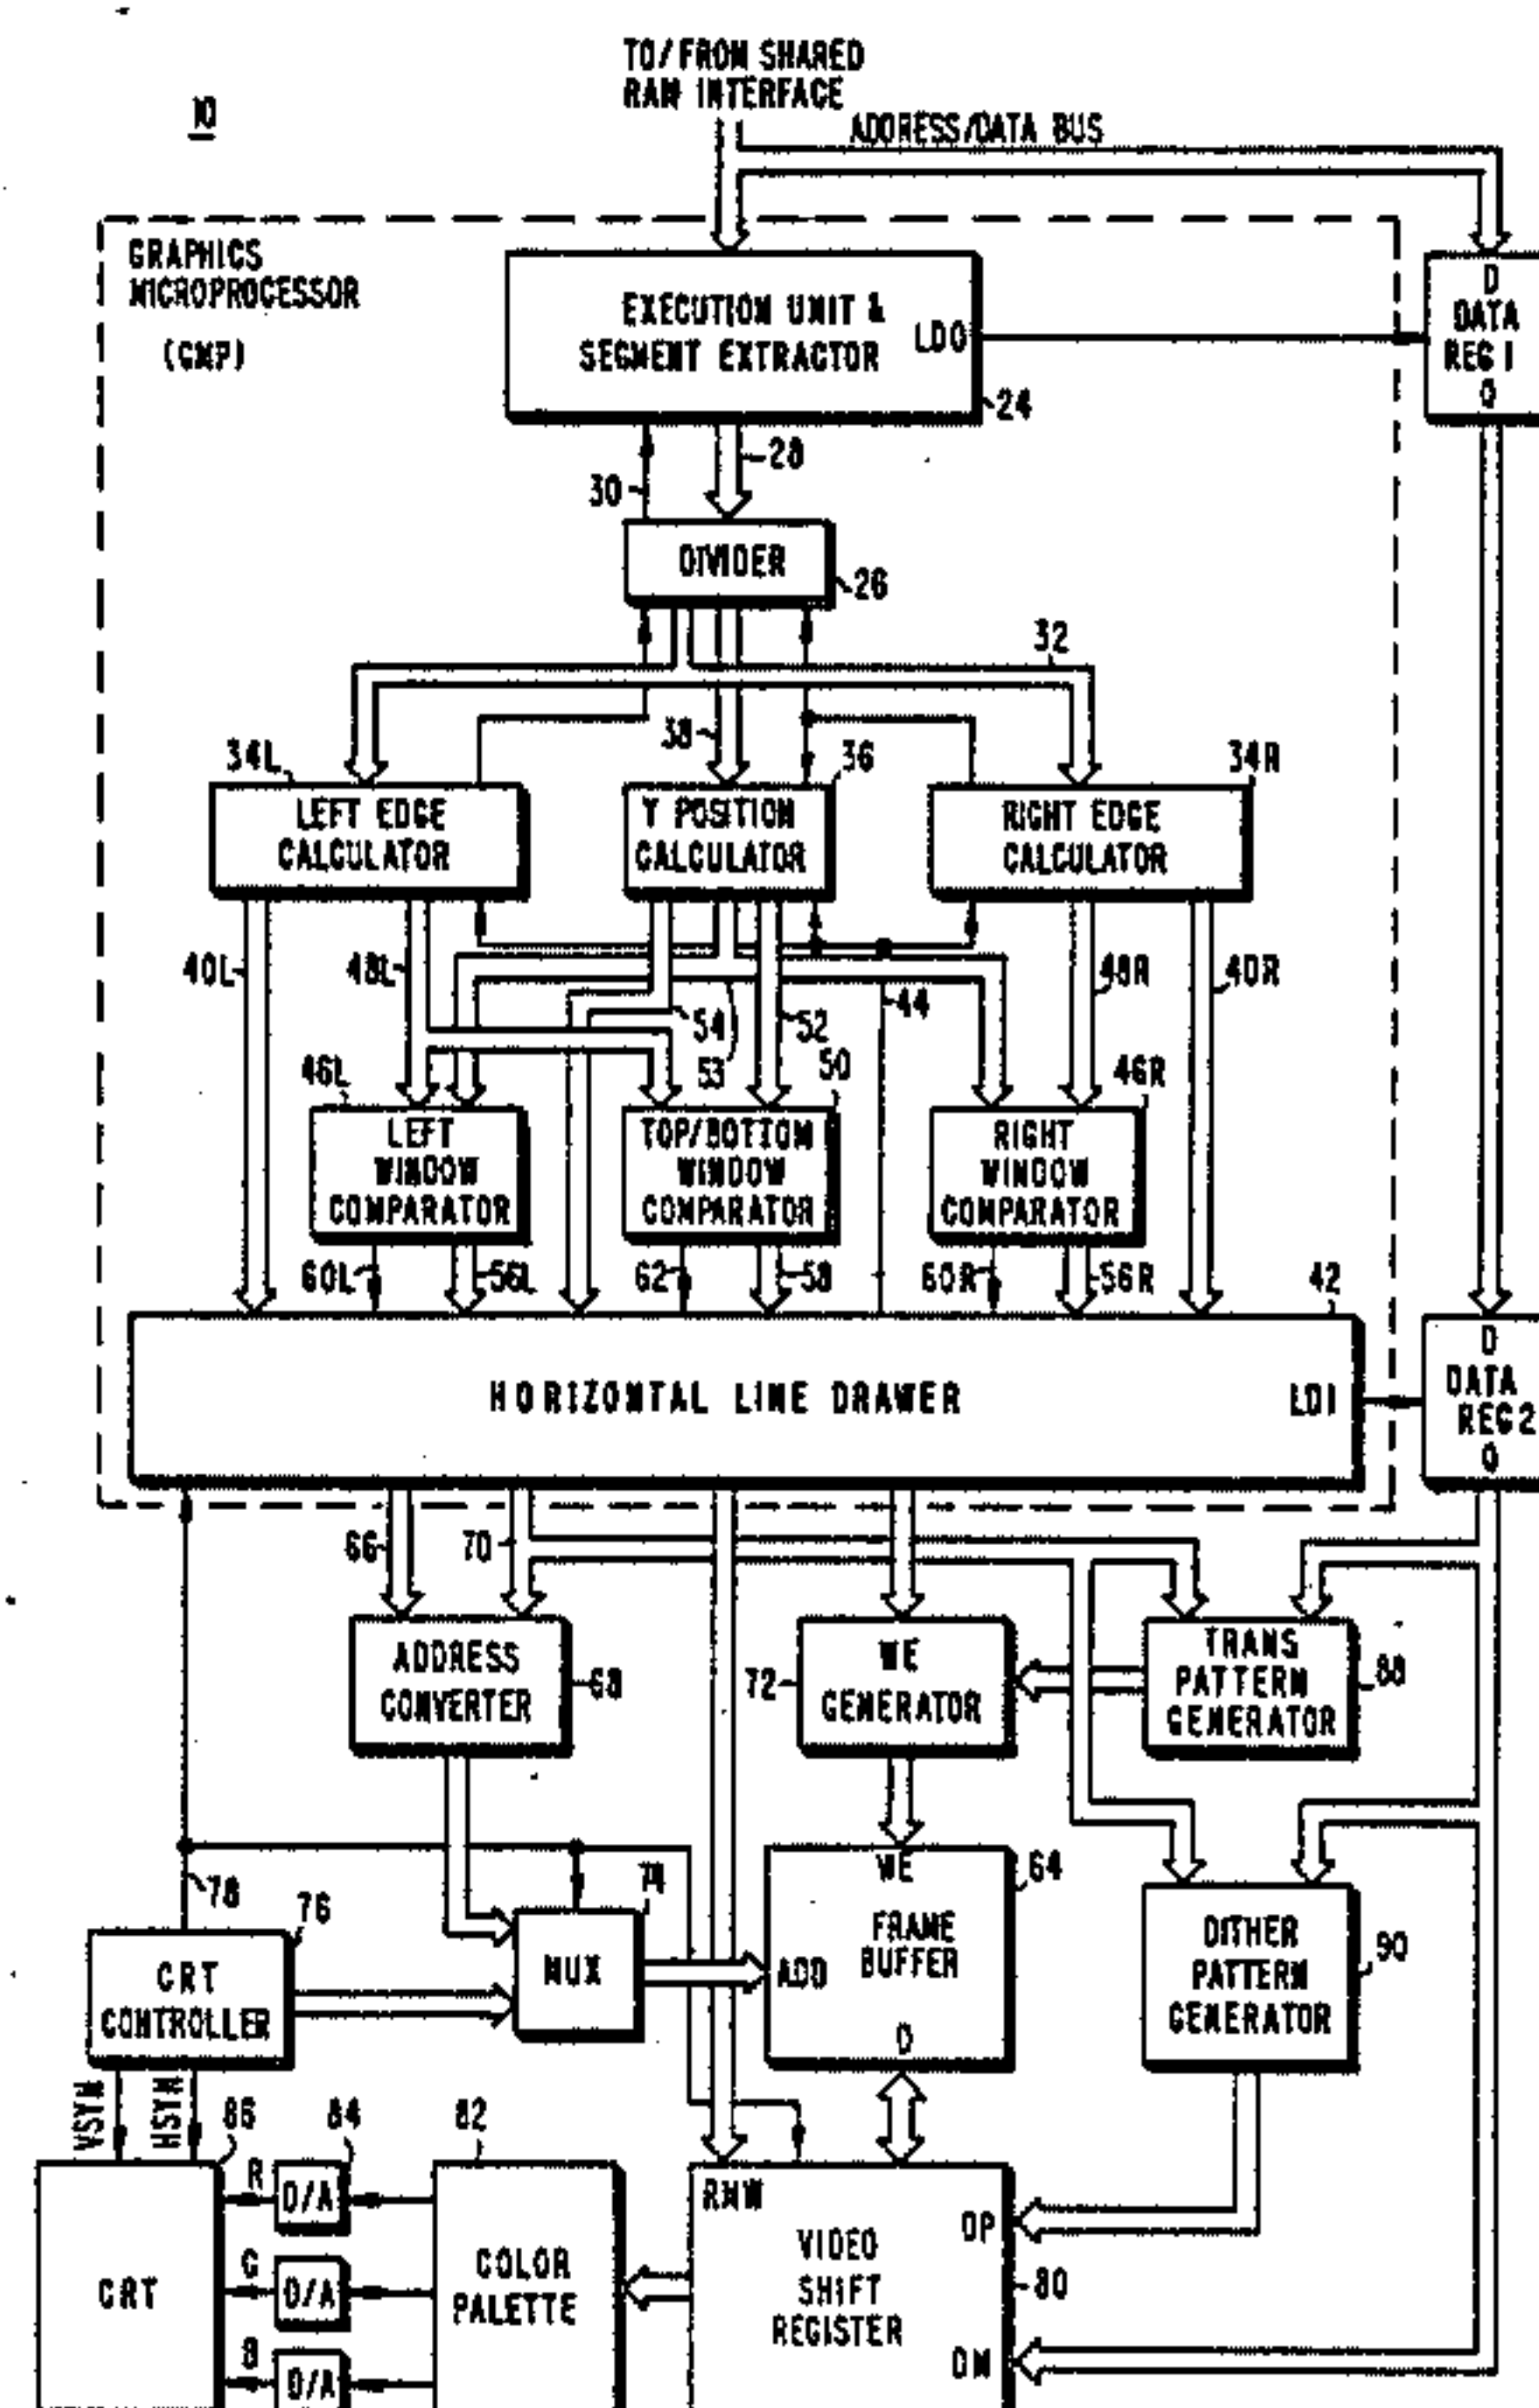 TO/FROM SHARED
RAM INTERFACE
10
ADDRESS/DATA BUS
GRAPHICS
MICROPROCESSOR
(GMP)
EXECUTION UNIT &
SEGMENT EXTRACTOR
LD0
24
D
DATA
REG 1
Q
28
30
DIVIDER
26
32
38
34L
36
34R
LEFT EDGE
CALCULATOR
Y POSITION
CALCULATOR
RIGHT EDGE
CALCULATOR
40L
48L
48R
40R
54
52
44
53
46L
50
46R
LEFT
WINDOW
COMPARATOR
TOP/BOTTOM
WINDOW
COMPARATOR
RIGHT
WINDOW
COMPARATOR
60L
56L
62
58
60R
56R
42
HORIZONTAL LINE DRAWER
LD1
D
DATA
REG2
Q
66
70
ADDRESS
CONVERTER
68
72
WE
GENERATOR
TRANS
PATTERN
GENERATOR
88
78
76
74
WE
64
CRT
CONTROLLER
MUX
ADD
FRAME
BUFFER
D
DITHER
PATTERN
GENERATOR
90
VSYN
HSYN
86
84
82
R
D/A
RMW
DP
CRT
G
D/A
COLOR
PALETTE
VIDEO
SHIFT
REGISTER
80
B
D/A
DM